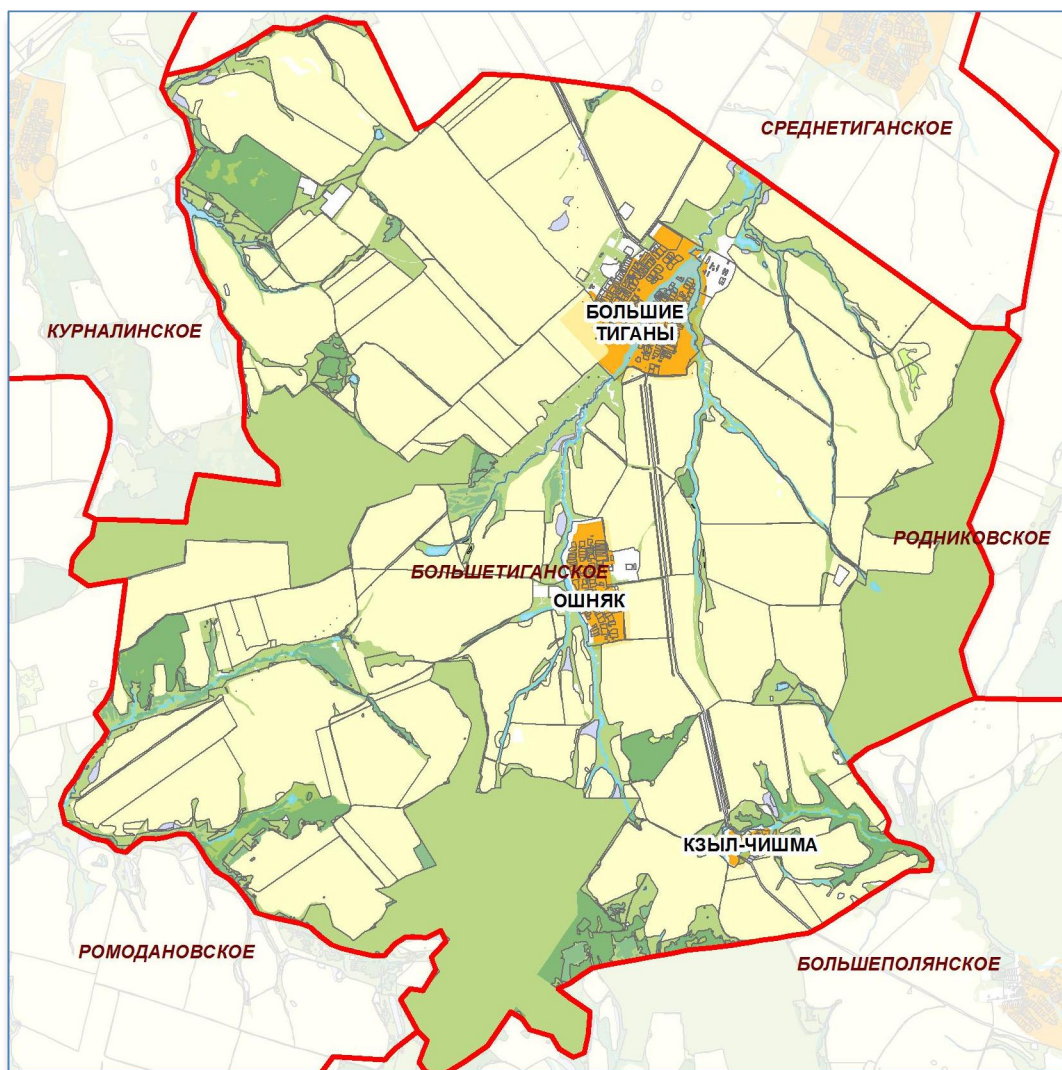 СРЕДНЕТИГАНСКОЕ
БОЛЬШИЕ
ТИГАНЫ
КУРНАЛИНСКОЕ
РОДНИКОВСКОЕ
БОЛЬШЕТИГАНСКОЕ
ОШНЯК
КЗЫЛ-ЧИШМА
РОМОДАНОВСКОЕ
БОЛЬШЕПОЛЯНСКОЕ